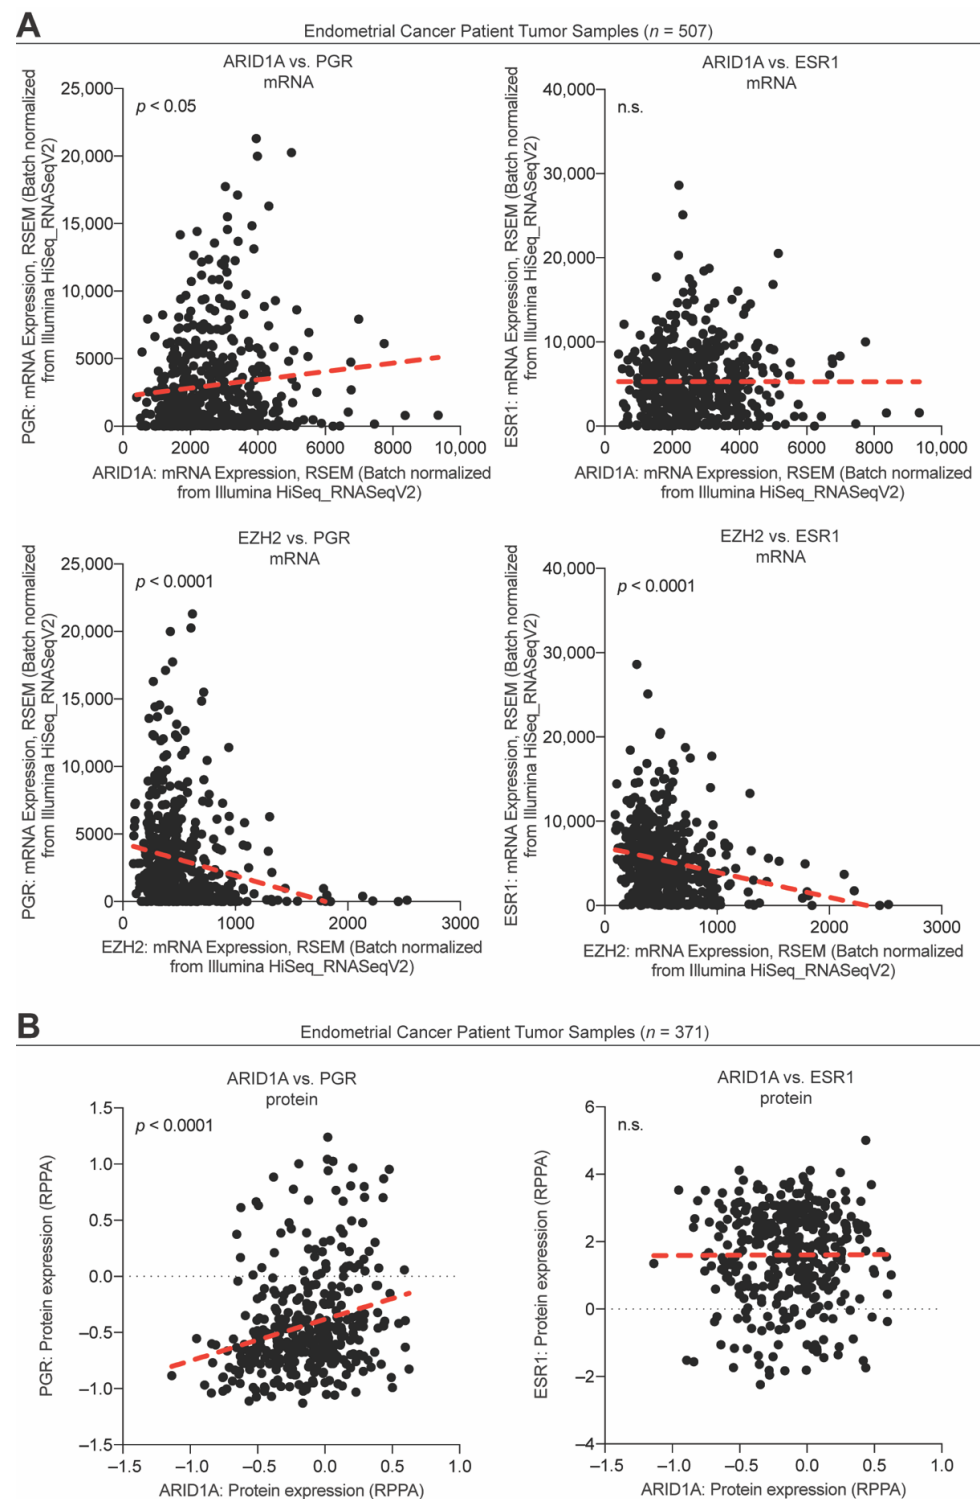 A
Endometrial Cancer Patient Tumor Samples (n = 507)
ARID1A vs. PGR
mRNA
p < 0.05
PGR: mRNA Expression, RSEM (Batch normalized
from Illumina HiSeq_RNASeqV2)
25,000
20,000
15,000
10,000
5000
0
0 2000 4000 6000 8000 10,000
ARID1A: mRNA Expression, RSEM (Batch normalized
from Illumina HiSeq_RNASeqV2)
ARID1A vs. ESR1
mRNA
n.s.
ESR1: mRNA Expression, RSEM (Batch normalized
from Illumina HiSeq_RNASeqV2)
40,000
30,000
20,000
10,000
0
0 2000 4000 6000 8000 10,000
ARID1A: mRNA Expression, RSEM (Batch normalized
from Illumina HiSeq_RNASeqV2)
EZH2 vs. PGR
mRNA
p < 0.0001
PGR: mRNA Expression, RSEM (Batch normalized
from Illumina HiSeq_RNASeqV2)
25,000
20,000
15,000
10,000
5000
0
0 1000 2000 3000
EZH2: mRNA Expression, RSEM (Batch normalized
from Illumina HiSeq_RNASeqV2)
EZH2 vs. ESR1
mRNA
p < 0.0001
ESR1: mRNA Expression, RSEM (Batch normalized
from Illumina HiSeq_RNASeqV2)
40,000
30,000
20,000
10,000
0
0 1000 2000 3000
EZH2: mRNA Expression, RSEM (Batch normalized
from Illumina HiSeq_RNASeqV2)
B
Endometrial Cancer Patient Tumor Samples (n = 371)
ARID1A vs. PGR
protein
p < 0.0001
PGR: Protein expression (RPPA)
1.5
1.0
0.5
0.0
–0.5
–1.0
–1.5
–1.5 –1.0 –0.5 0.0 0.5 1.0
ARID1A: Protein expression (RPPA)
ARID1A vs. ESR1
protein
n.s.
ESR1: Protein expression (RPPA)
6
4
2
0
–2
–4
–1.5 –1.0 –0.5 0.0 0.5 1.0
ARID1A: Protein expression (RPPA)